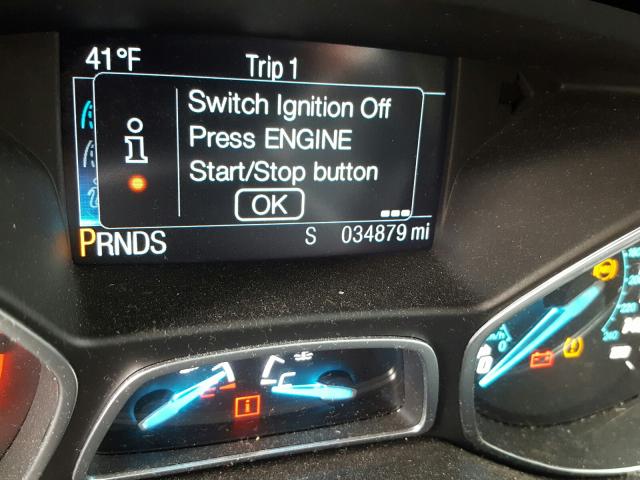 41°F
Trip 1
Switch Ignition Off
Press ENGINE
Start/Stop button
OK
PRNDS
S 034879 mi